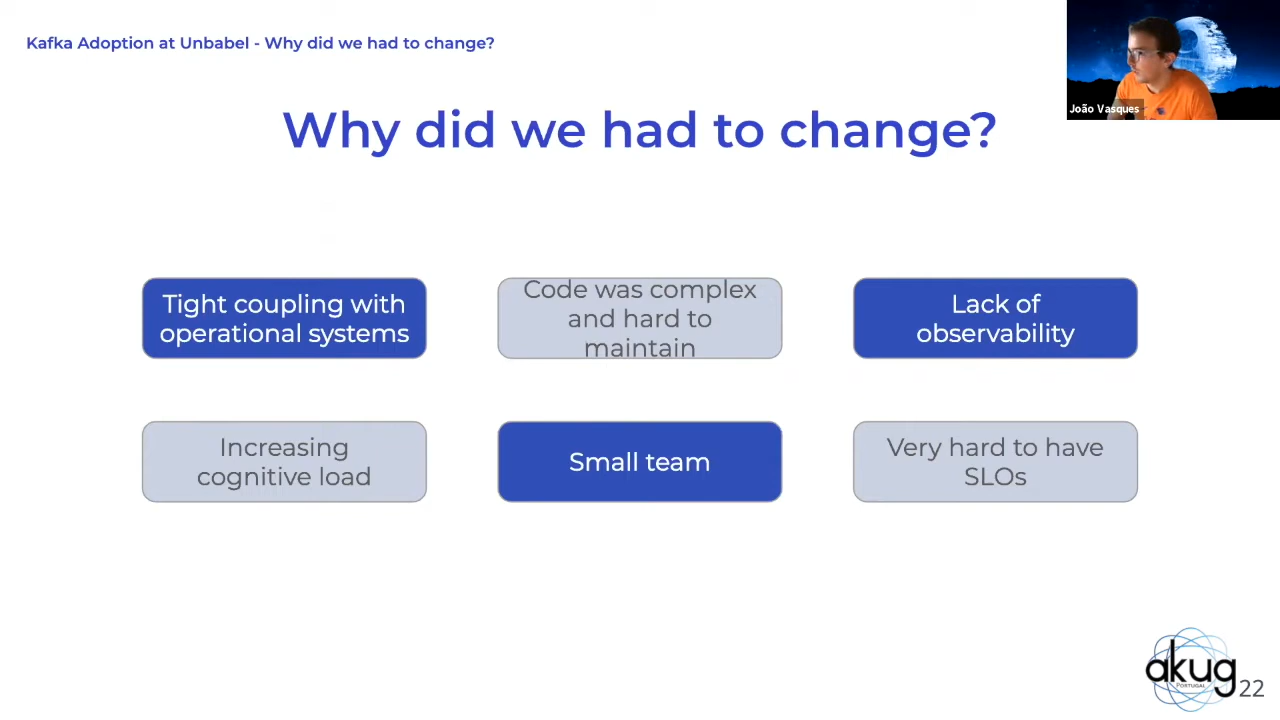 Kafka Adoption at Unbabel - Why did we had to change?
João Vasques
Why did we had to change?
Tight coupling with
operational systems
Code was complex
and hard to
maintain
Lack of
observability
Increasing
cognitive load
Small team
Very hard to have
SLOs
akug
PORTUGAL
22